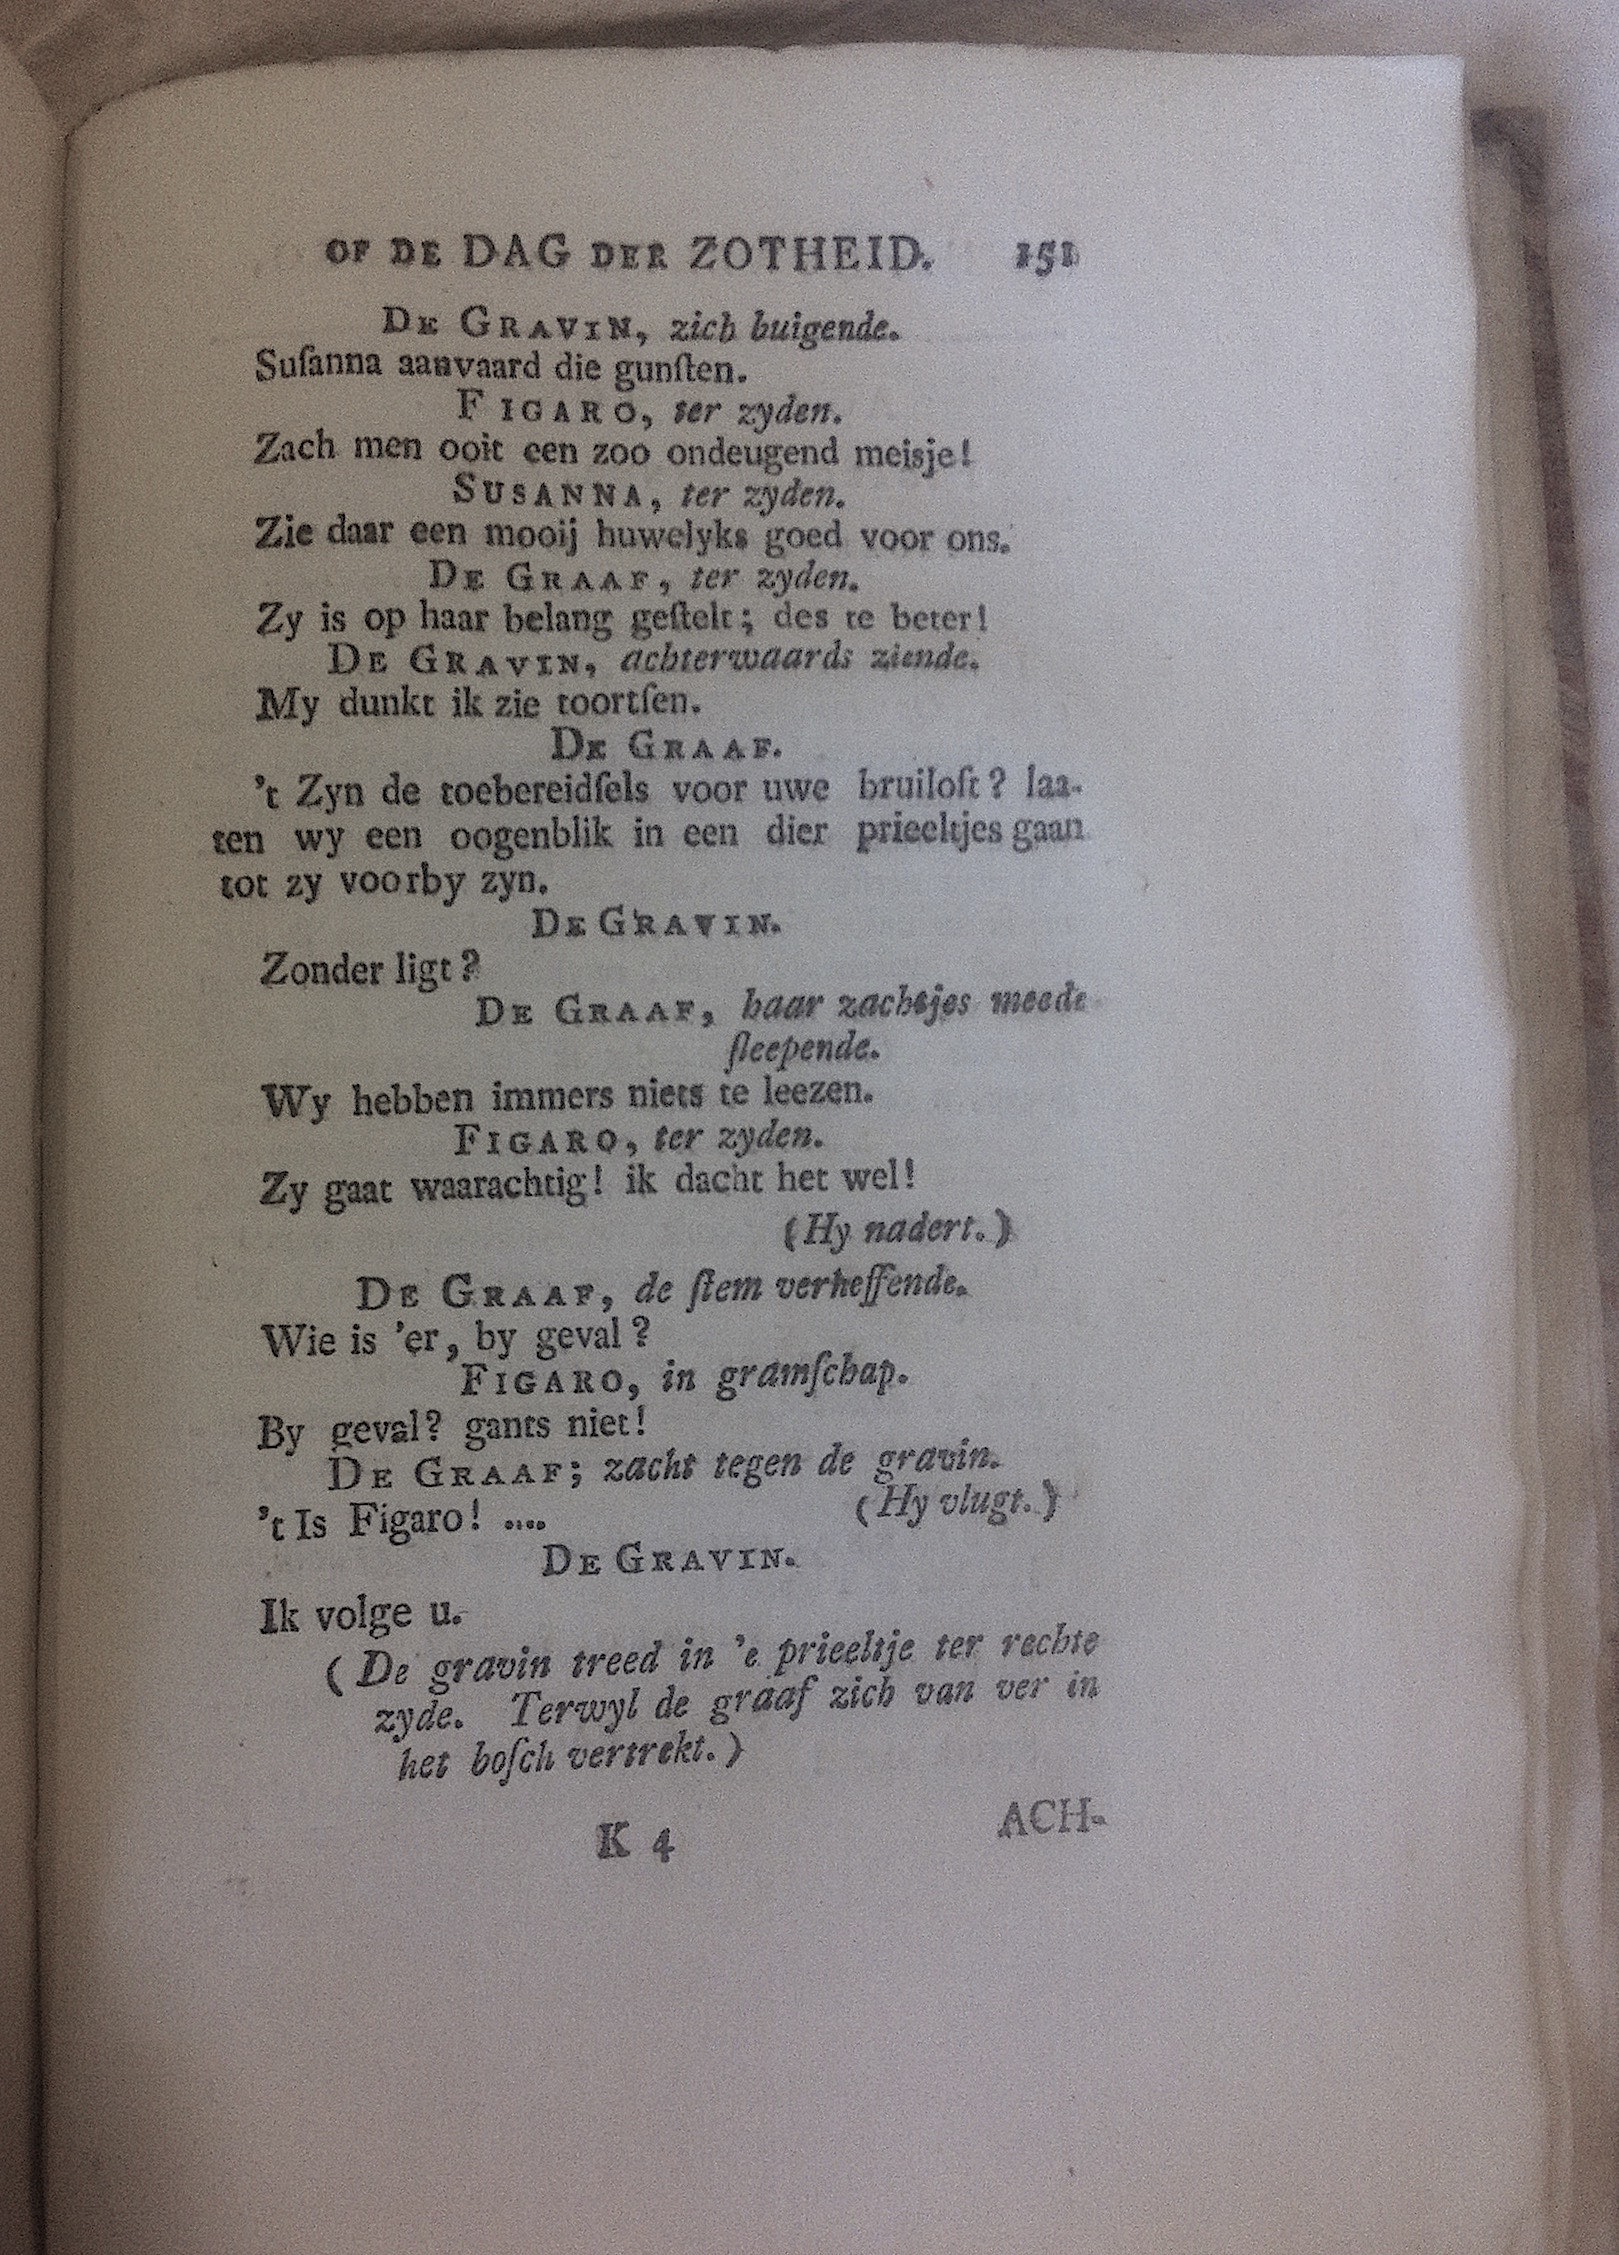 OF DE DAG DER ZOTHEID. 151
DE GRAVIN, zich buigende.
Suſanna aanvaard die gunſten.
FIGARO, ter zyden.
Zach men ooit een zoo ondeugend meisje!
SUSANNA, ter zyden.
Zie daar een mooij huwelyks goed voor ons.
DE GRAAF, ter zyden.
Zy is op haar belang geſtelt; des te beter!
DE GRAVIN, achterwaards ziende.
My dunkt ik zie toortſen.
DE GRAAF.
't Zyn de toebereidſels voor uwe bruiloft? laa-
ten wy een oogenblik in een dier prieeltjes gaan
tot zy voorby zyn.
DE GRAVIN.
Zonder ligt?
DE GRAAF, haar zachtjes meede
ſleepende.
Wy hebben immers niets te leezen.
FIGARO, ter zyden.
Zy gaat waarachtig! ik dacht het wel!
(Hy nadert.)
DE GRAAF, de ſtem verheffende.
Wie is 'er, by geval?
FIGARO, in gramſchap.
By geval? gants niet!
DE GRAAF; zacht tegen de gravin.
't Is Figaro! .... (Hy vlugt.)
DE GRAVIN.
Ik volge u.
(De gravin treed in 'e prieeltje ter rechte
zyde. Terwyl de graaf zich van ver in
het boſch vertrekt.)
K 4 ACH-